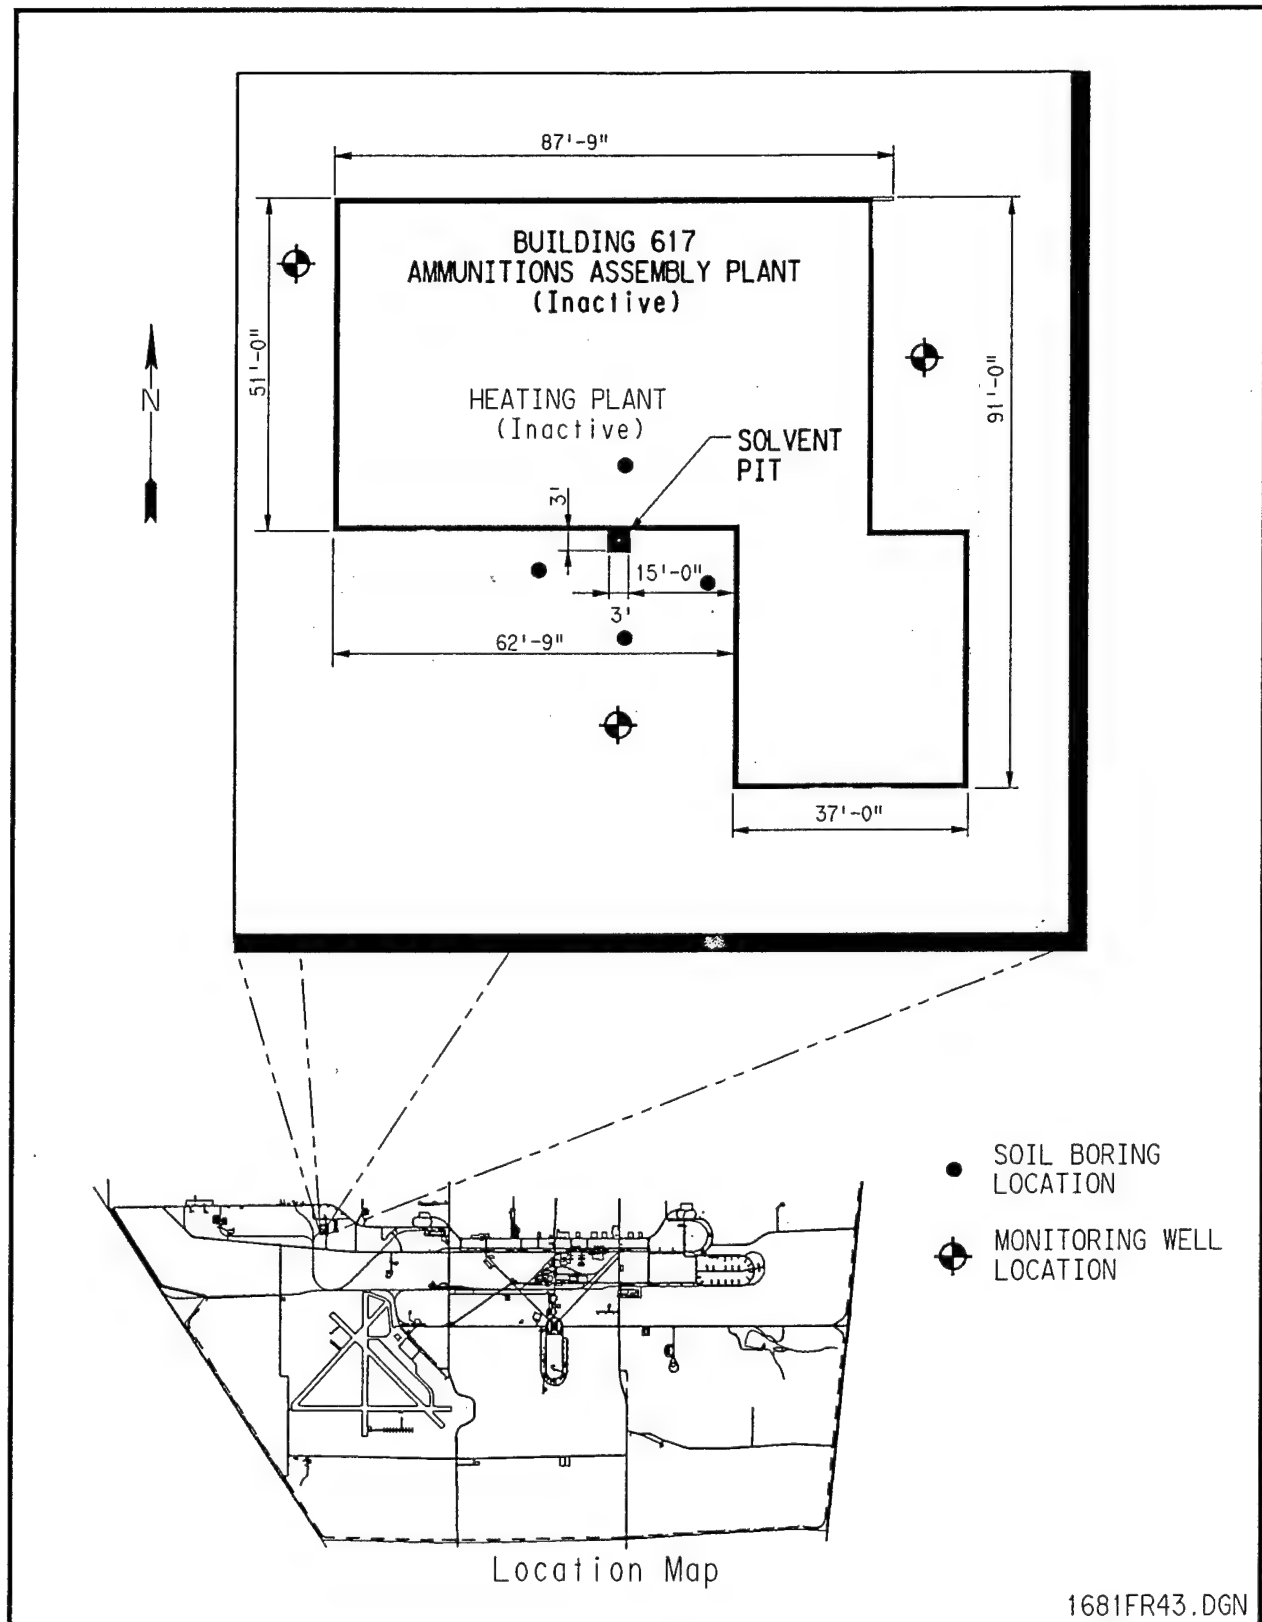 87'-9"
BUILDING 617
AMMUNITIONS ASSEMBLY PLANT
(Inactive)
51'-0"
91'-0"
N
HEATING PLANT
(Inactive)
SOLVENT
PIT
3'
15'-0"
3'
62'-9"
37'-0"
SOIL BORING
LOCATION
MONITORING WELL
LOCATION
Location Map
1681FR43.DGN